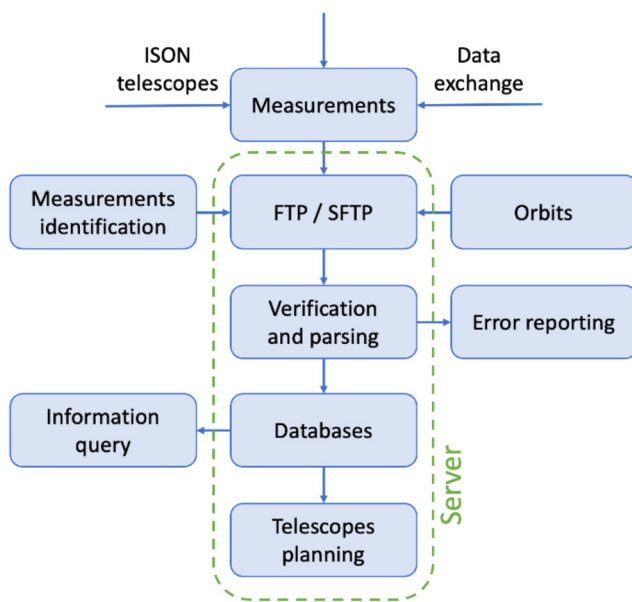 ISON
telescopes
Data
exchange
Measurements
Measurements
identification
FTP / SFTP
Orbits
Verification
and parsing
Error reporting
Information
query
Databases
Server
Telescopes
planning